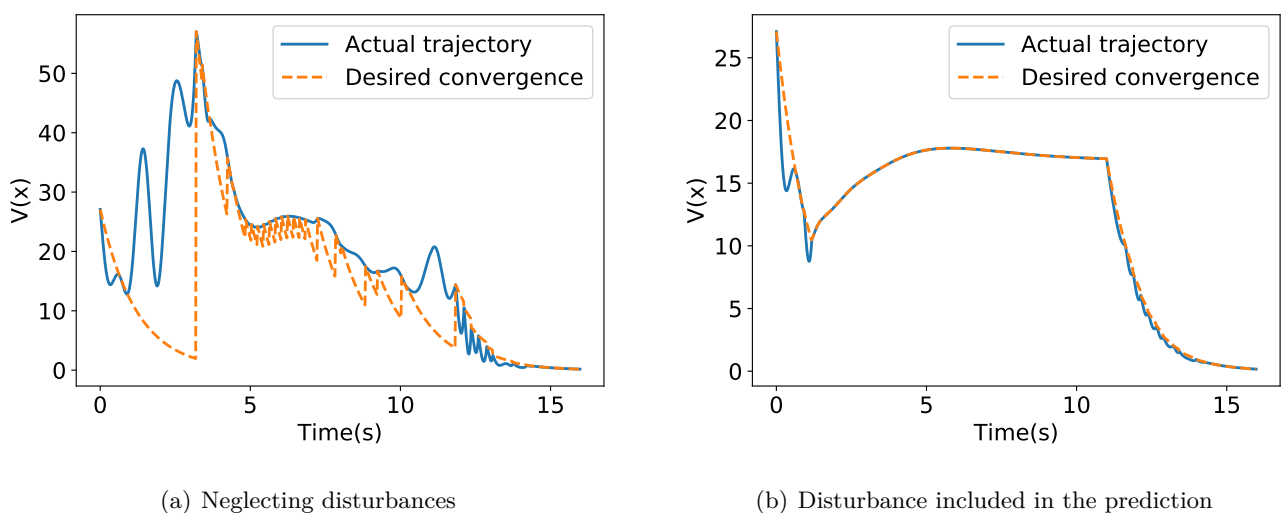 Actual trajectory
Desired convergence
V(x)
50
40
30
20
10
0
0 5 10 15
Time(s)
(a) Neglecting disturbances
Actual trajectory
Desired convergence
V(x)
25
20
15
10
5
0
0 5 10 15
Time(s)
(b) Disturbance included in the prediction